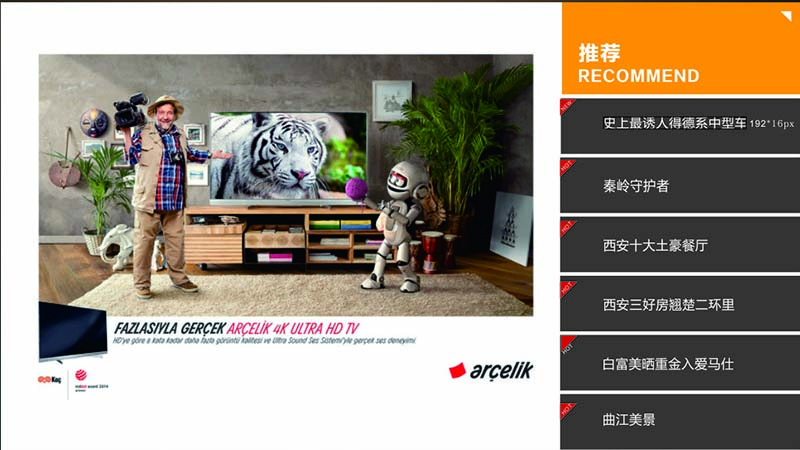 推荐
RECOMMEND
NEW
史上最诱人得德系中型车 192*16px
HOT
秦岭守护者
HOT
西安十大土豪餐厅
HOT
西安三好房翘楚二环里
HOT
白富美晒重金入爱马仕
HOT
曲江美景
FAZLASIYLA GERÇEK ARÇELİK 4K ULTRA HD TV
HD'ye göre 4 kata kadar daha fazla görüntü kalitesi ve Ultra Sound Ses Sistemi'yle gerçek ses deneyimi.
Koç
reddot award 2014
arçelik